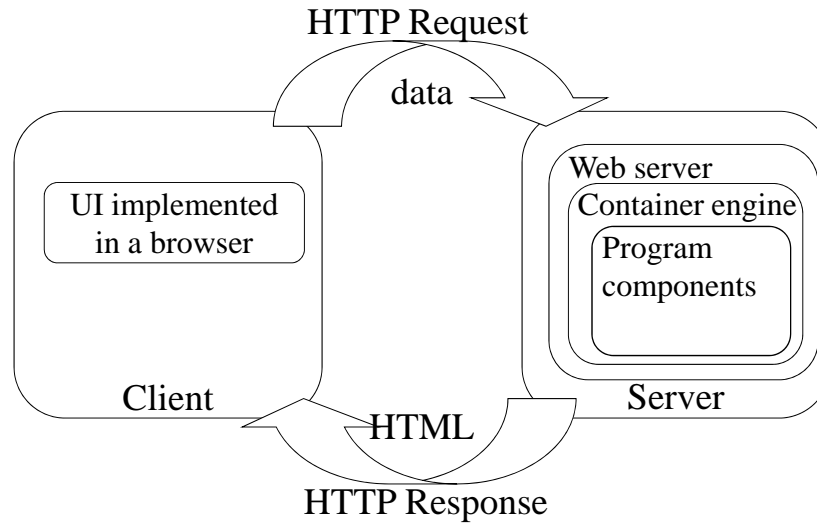 HTTP Request
data
UI implemented
in a browser
Client
Web server
Container engine
Program
components
Server
HTML
HTTP Response